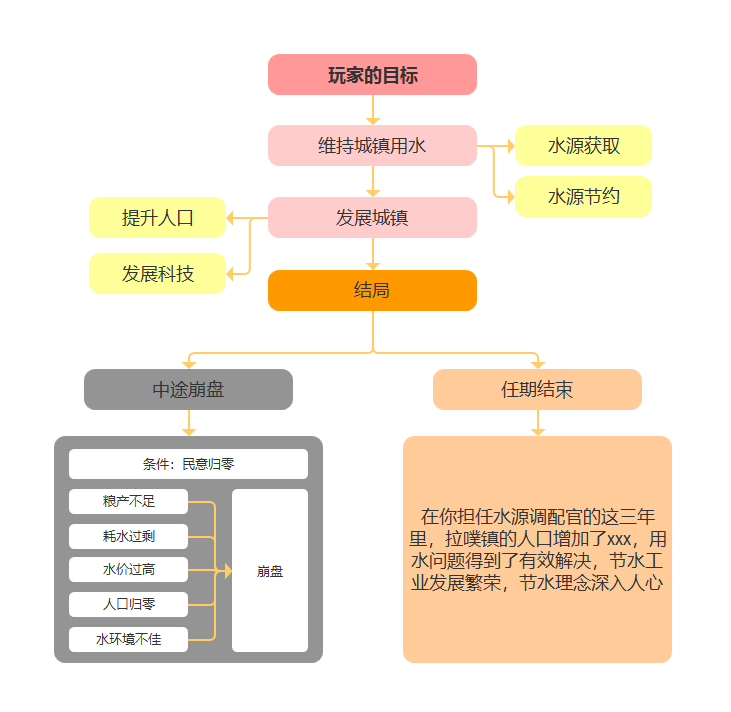 玩家的目标
维持城镇用水
水源获取
水源节约
发展城镇
提升人口
发展科技
结局
中途崩盘
任期结束
条件：民意归零
粮产不足
耗水过剩
水价过高
人口归零
水环境不佳
崩盘
在你担任水源调配官的这三年
里，拉噗镇的人口增加了xxx，用
水问题得到了有效解决，节水工
业发展繁荣，节水理念深入人心